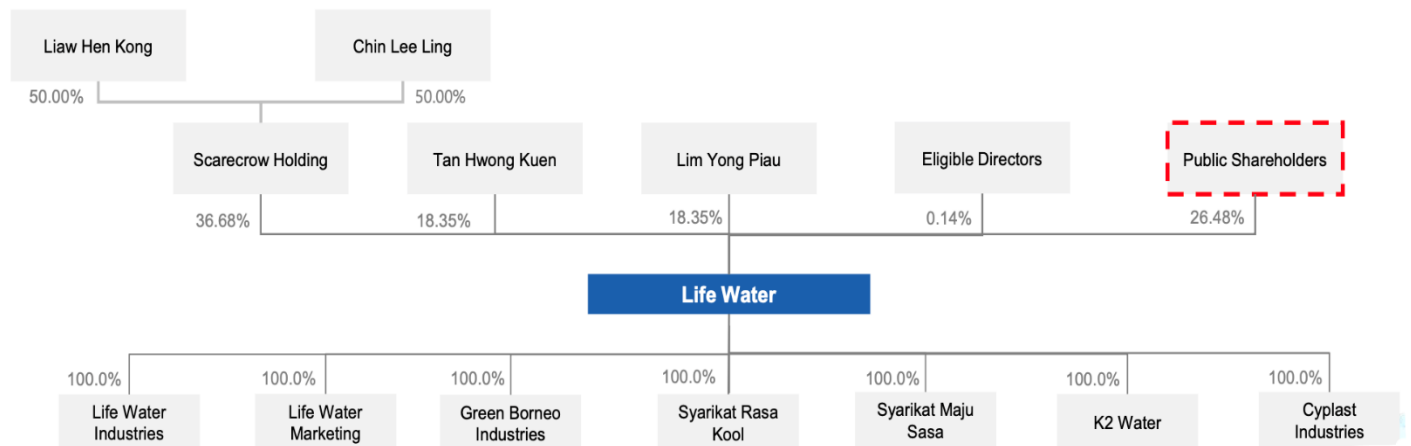 Liaw Hen Kong
Chin Lee Ling
50.00%
50.00%
Scarecrow Holding
Tan Hwong Kuen
Lim Yong Piau
Eligible Directors
Public Shareholders
36.68%
18.35%
18.35%
0.14%
26.48%
Life Water
100.0%
100.0%
100.0%
100.0%
100.0%
100.0%
100.0%
Life Water
Industries
Life Water
Marketing
Green Borneo
Industries
Syarikat Rasa
Kool
Syarikat Maju
Sasa
K2 Water
Cyplast
Industries